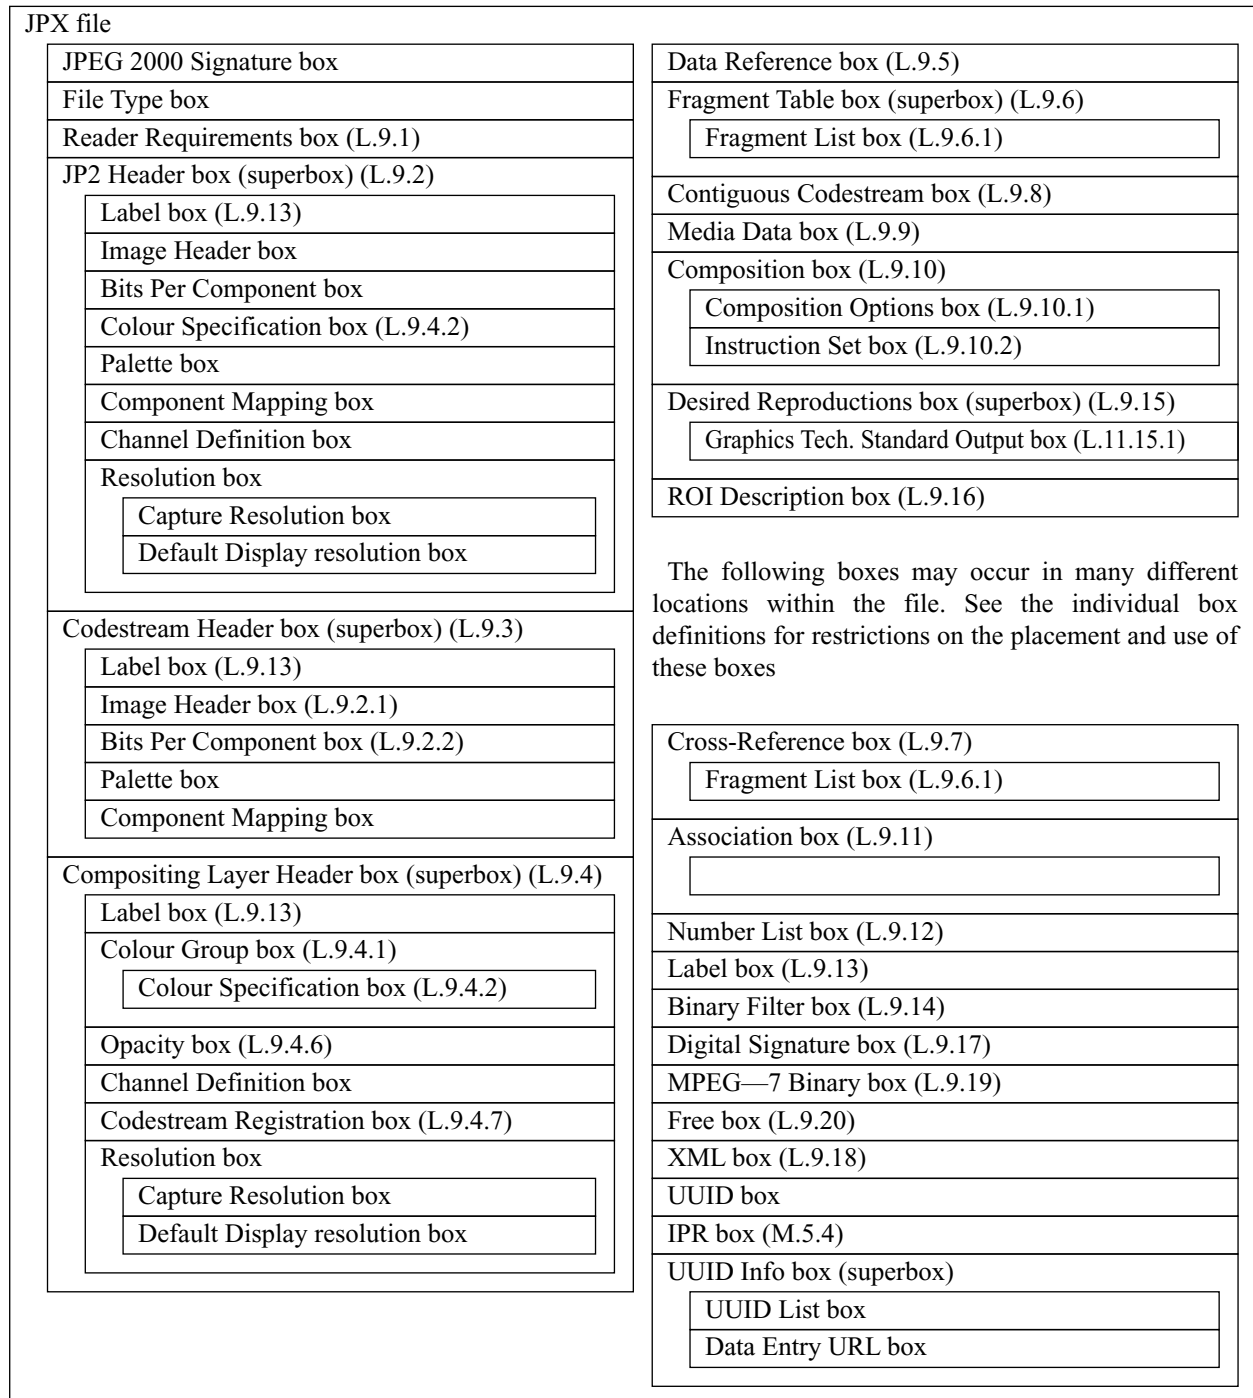 JPX file
JPEG 2000 Signature box
File Type box
Reader Requirements box (L.9.1)
JP2 Header box (superbox) (L.9.2)
Label box (L.9.13)
Image Header box
Bits Per Component box
Colour Specification box (L.9.4.2)
Palette box
Component Mapping box
Channel Definition box
Resolution box
Capture Resolution box
Default Display resolution box
Codestream Header box (superbox) (L.9.3)
Label box (L.9.13)
Image Header box (L.9.2.1)
Bits Per Component box (L.9.2.2)
Palette box
Component Mapping box
Compositing Layer Header box (superbox) (L.9.4)
Label box (L.9.13)
Colour Group box (L.9.4.1)
Colour Specification box (L.9.4.2)
Opacity box (L.9.4.6)
Channel Definition box
Codestream Registration box (L.9.4.7)
Resolution box
Capture Resolution box
Default Display resolution box
Data Reference box (L.9.5)
Fragment Table box (superbox) (L.9.6)
Fragment List box (L.9.6.1)
Contiguous Codestream box (L.9.8)
Media Data box (L.9.9)
Composition box (L.9.10)
Composition Options box (L.9.10.1)
Instruction Set box (L.9.10.2)
Desired Reproductions box (superbox) (L.9.15)
Graphics Tech. Standard Output box (L.11.15.1)
ROI Description box (L.9.16)
The following boxes may occur in many different
locations within the file. See the individual box
definitions for restrictions on the placement and use of
these boxes
Cross-Reference box (L.9.7)
Fragment List box (L.9.6.1)
Association box (L.9.11)
Number List box (L.9.12)
Label box (L.9.13)
Binary Filter box (L.9.14)
Digital Signature box (L.9.17)
MPEG—7 Binary box (L.9.19)
Free box (L.9.20)
XML box (L.9.18)
UUID box
IPR box (M.5.4)
UUID Info box (superbox)
UUID List box
Data Entry URL box